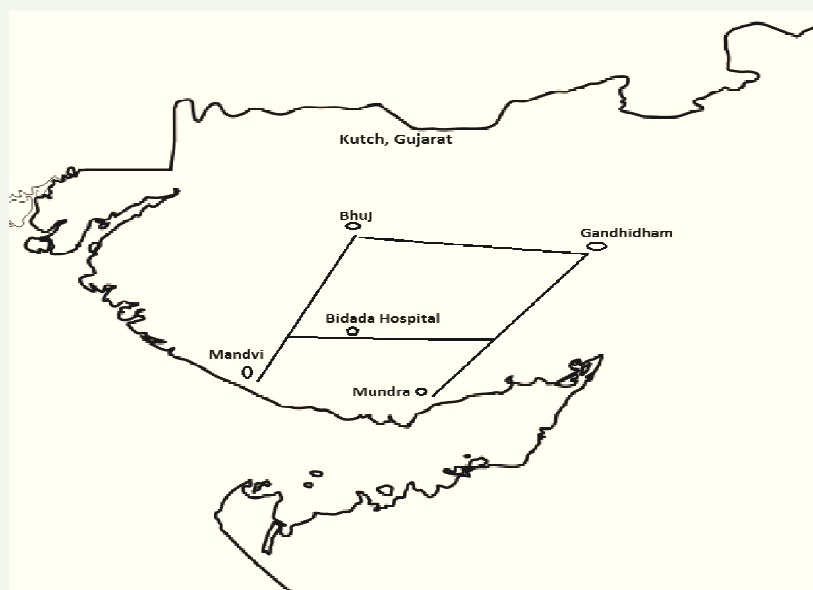 Kutch, Gujarat
Bhuj
Gandhidham
Bidada Hospital
Mandvi
Mundra